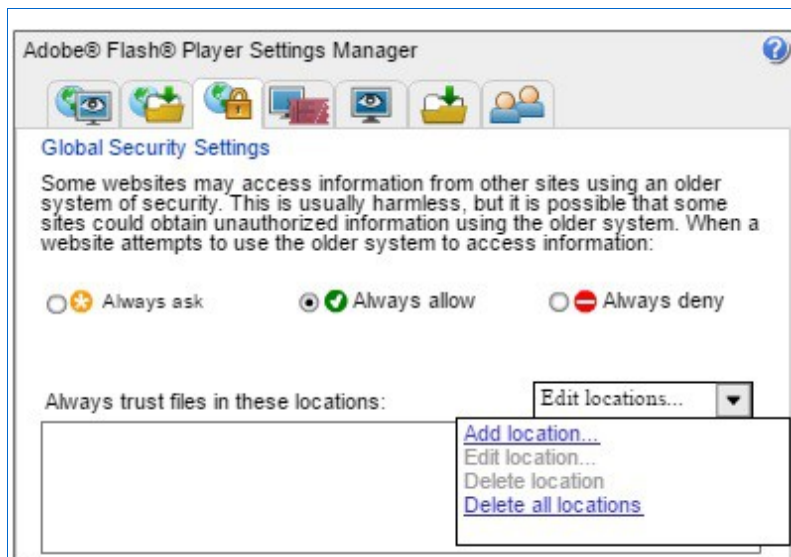 Adobe® Flash® Player Settings Manager
Global Security Settings
Some websites may access information from other sites using an older
system of security. This is usually harmless, but it is possible that some
sites could obtain unauthorized information using the older system. When a
website attempts to use the older system to access information:
Always ask Always allow Always deny
Always trust files in these locations: Edit locations...
Add location...
Edit location...
Delete location
Delete all locations